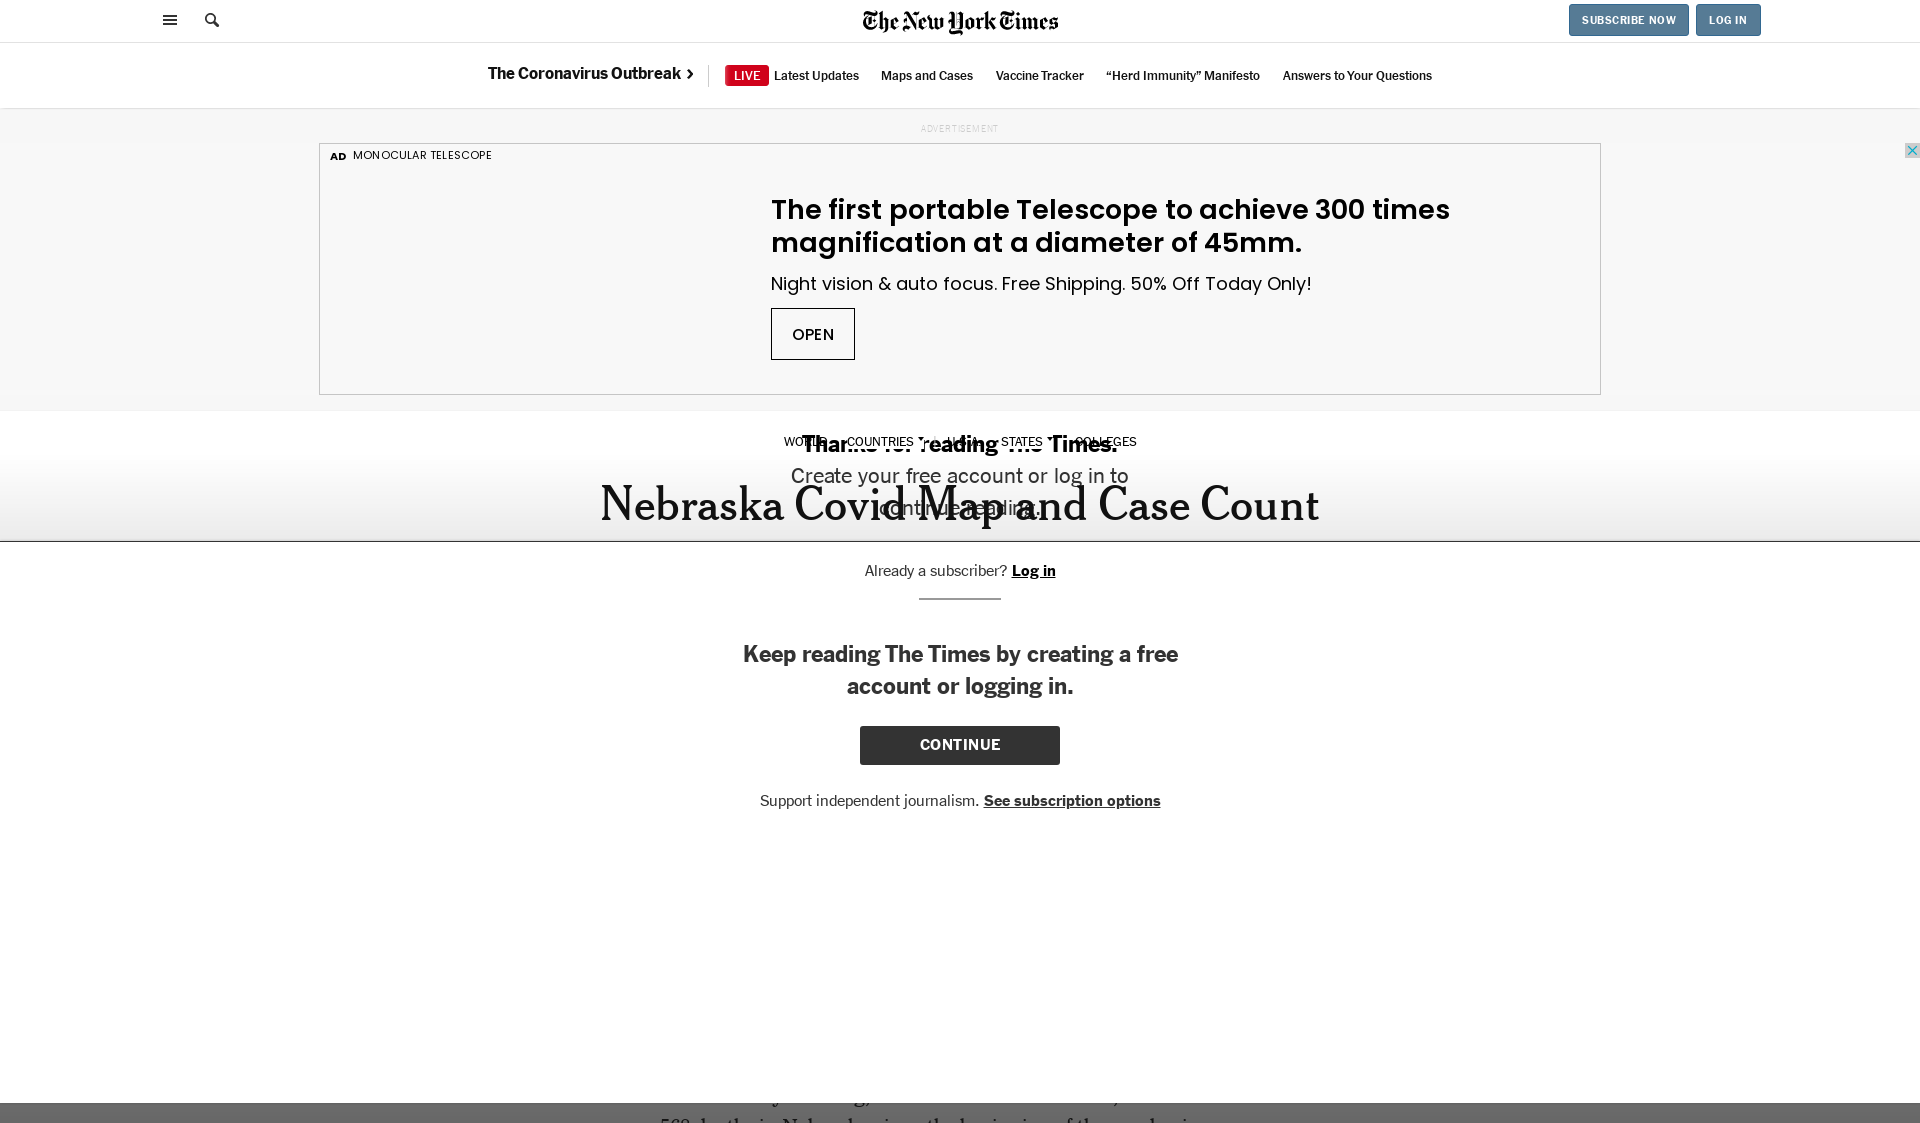 The New York Times
SUBSCRIBE NOW
LOG IN
The Coronavirus Outbreak ›
LIVE Latest Updates
Maps and Cases
Vaccine Tracker
“Herd Immunity” Manifesto
Answers to Your Questions
ADVERTISEMENT
AD MONOCULAR TELESCOPE
The first portable Telescope to achieve 300 times
magnification at a diameter of 45mm.
Night vision & auto focus. Free Shipping. 50% Off Today Only!
OPEN
WORLD COUNTRIES U.S.A. STATES COLLEGES
Thanks for reading The Times.
Create your free account or log in to
continue reading.
Nebraska Covid Map and Case Count
Already a subscriber? Log in
Keep reading The Times by creating a free
account or logging in.
CONTINUE
Support independent journalism. See subscription options